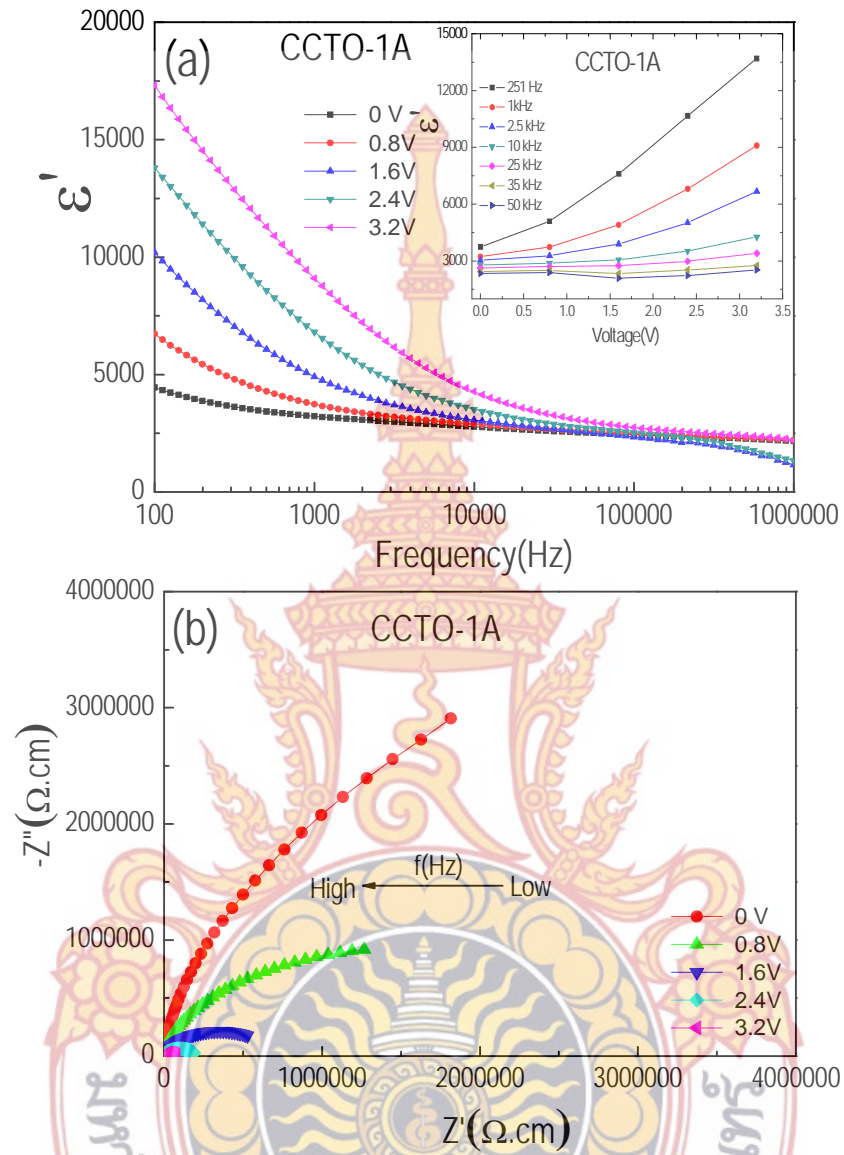 (a)
CCTO-1A
0 V
0.8V
1.6V
2.4V
3.2V
ε'
20000
15000
10000
5000
0
100
1000
10000
100000
1000000
Frequency(Hz)
CCTO-1A
251 Hz
1kHz
2.5 kHz
10 kHz
25 kHz
35 kHz
50 kHz
ε'
15000
12000
9000
6000
3000
0.0
0.5
1.0
1.5
2.0
2.5
3.0
3.5
Voltage(V)
(b)
CCTO-1A
-Z"(Ω.cm)
4000000
3000000
2000000
1000000
0
f(Hz)
High
Low
0 V
0.8V
1.6V
2.4V
3.2V
0
1000000
2000000
3000000
4000000
Z'(Ω.cm)